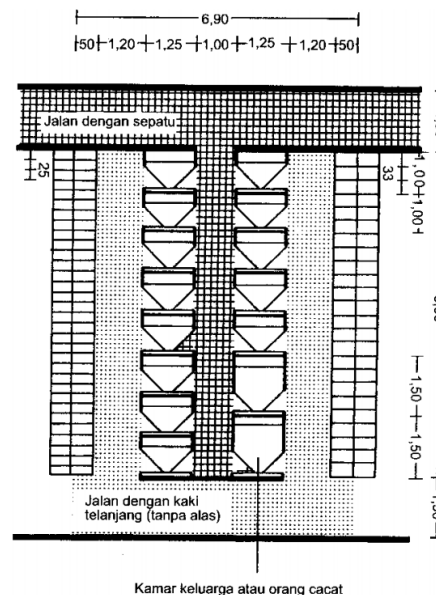 6,90
50 1,20 1,25 1,00 1,25 1,20 50
Jalan dengan sepatu
25
33
1,00
1,00
1,50
1,50
Jalan dengan kaki
telanjang (tanpa alas)
Kamar keluarga atau orang cacat